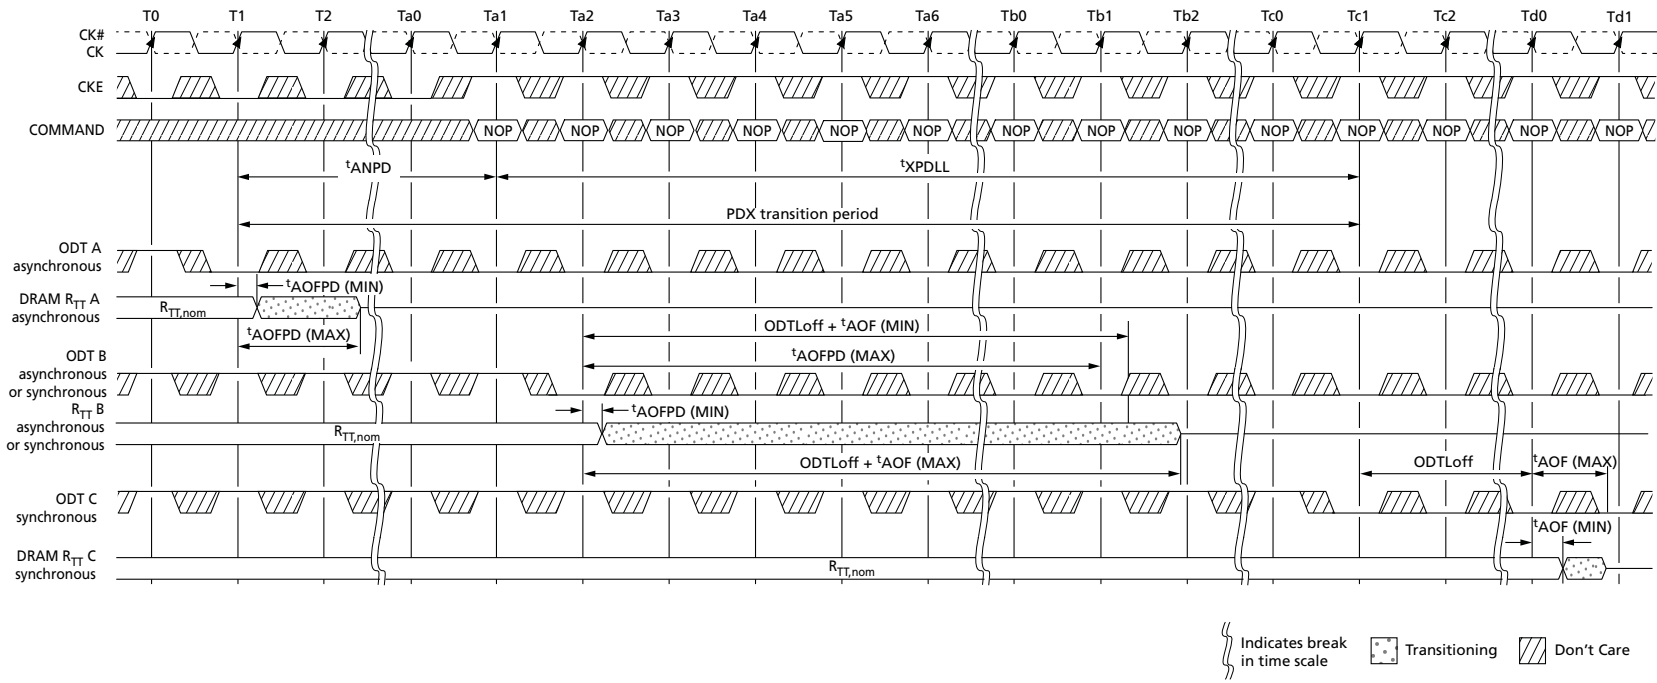 T0 T1 T2 Ta0 Ta1 Ta2 Ta3 Ta4 Ta5 Ta6 Tb0 Tb1 Tb2 Tc0 Tc1 Tc2 Td0 Td1
CK#
CK
CKE
COMMAND NOP NOP NOP NOP NOP NOP NOP NOP NOP NOP NOP NOP NOP NOP
tANPD tXPDLL
PDX transition period
ODT A
asynchronous
tAOFPD (MIN)
DRAM RTT A
asynchronous
RTT,nom
tAOFPD (MAX)
ODTLoff + tAOF (MIN)
tAOFPD (MAX)
ODT B
asynchronous
or synchronous
tAOFPD (MIN)
RTT B
asynchronous
or synchronous
RTT,nom
ODTLoff + tAOF (MAX)
ODTLoff tAOF (MAX)
ODT C
synchronous
tAOF (MIN)
DRAM RTT C
synchronous
RTT,nom
Indicates break
in time scale
Transitioning
Don't Care